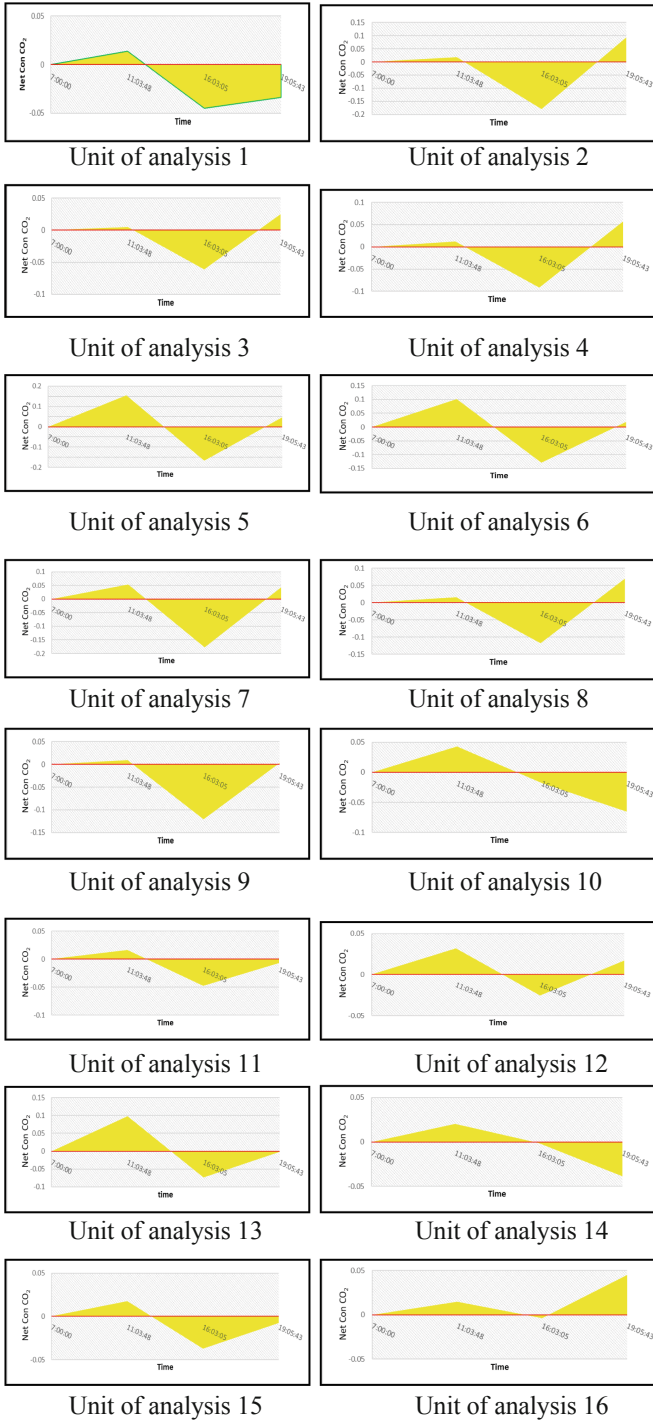 Net Con CO₂
0.05
0
-0.05
7:00:00
11:03:48
16:03:05
19:05:43
Time
Unit of analysis 1
Net Con CO₂
0.15
0.1
0.05
0
-0.05
-0.1
-0.15
-0.2
7:00:00
11:03:48
16:03:05
19:05:43
Time
Unit of analysis 2
Net Con CO₂
0.05
0
-0.05
-0.1
7:00:00
11:03:48
16:03:05
19:05:43
Time
Unit of analysis 3
Net Con CO₂
0.1
0.05
0
-0.05
-0.1
7:00:00
11:03:48
16:03:05
19:05:43
Time
Unit of analysis 4
Net Con CO₂
0.2
0.1
0
-0.1
-0.2
7:00:00
11:03:48
16:03:05
19:05:43
Time
Unit of analysis 5
Net Con CO₂
0.15
0.1
0.05
0
-0.05
-0.1
-0.15
7:00:00
11:03:48
16:03:05
19:05:43
Time
Unit of analysis 6
Net Con CO₂
0.1
0.05
0
-0.05
-0.1
-0.15
-0.2
7:00:00
11:03:48
16:03:05
19:05:43
Time
Unit of analysis 7
Net Con CO₂
0.1
0.05
0
-0.05
-0.1
-0.15
7:00:00
11:03:48
16:03:05
19:05:43
Time
Unit of analysis 8
Net Con CO₂
0.05
0
-0.05
-0.1
-0.15
7:00:00
11:03:48
16:03:05
19:05:43
Time
Unit of analysis 9
Net Con CO₂
0.05
0
-0.05
-0.1
7:00:00
11:03:48
16:03:05
19:05:43
Time
Unit of analysis 10
Net Con CO₂
0.05
0
-0.05
-0.1
7:00:00
11:03:48
16:03:05
19:05:43
Time
Unit of analysis 11
Net Con CO₂
0.05
0
-0.05
7:00:00
11:03:48
16:03:05
19:05:43
Time
Unit of analysis 12
Net Con CO₂
0.15
0.1
0.05
0
-0.05
-0.1
7:00:00
11:03:48
16:03:05
19:05:43
time
Unit of analysis 13
Net Con CO₂
0.05
0
-0.05
7:00:00
11:03:48
16:03:05
19:05:43
Time
Unit of analysis 14
Net Con CO₂
0.05
0
-0.05
7:00:00
11:03:48
16:03:05
19:05:43
Time
Unit of analysis 15
Net Con CO₂
0.05
0
-0.05
7:00:00
11:03:48
16:03:05
19:05:43
Time
Unit of analysis 16